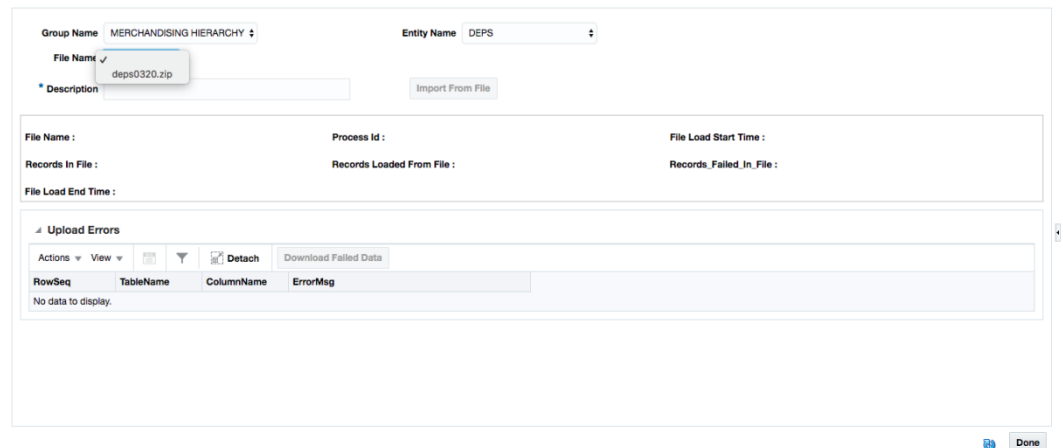 Group Name MERCHANDISING HIERARCHY Entity Name DEPS
File Name
deps0320.zip
* Description Import From File
File Name : Process Id : File Load Start Time :
Records In File : Records Loaded From File : Records_Failed_In_File :
File Load End Time :
Upload Errors
Actions View Detach Download Failed Data
RowSeq TableName ColumnName ErrorMsg
No data to display.
Done